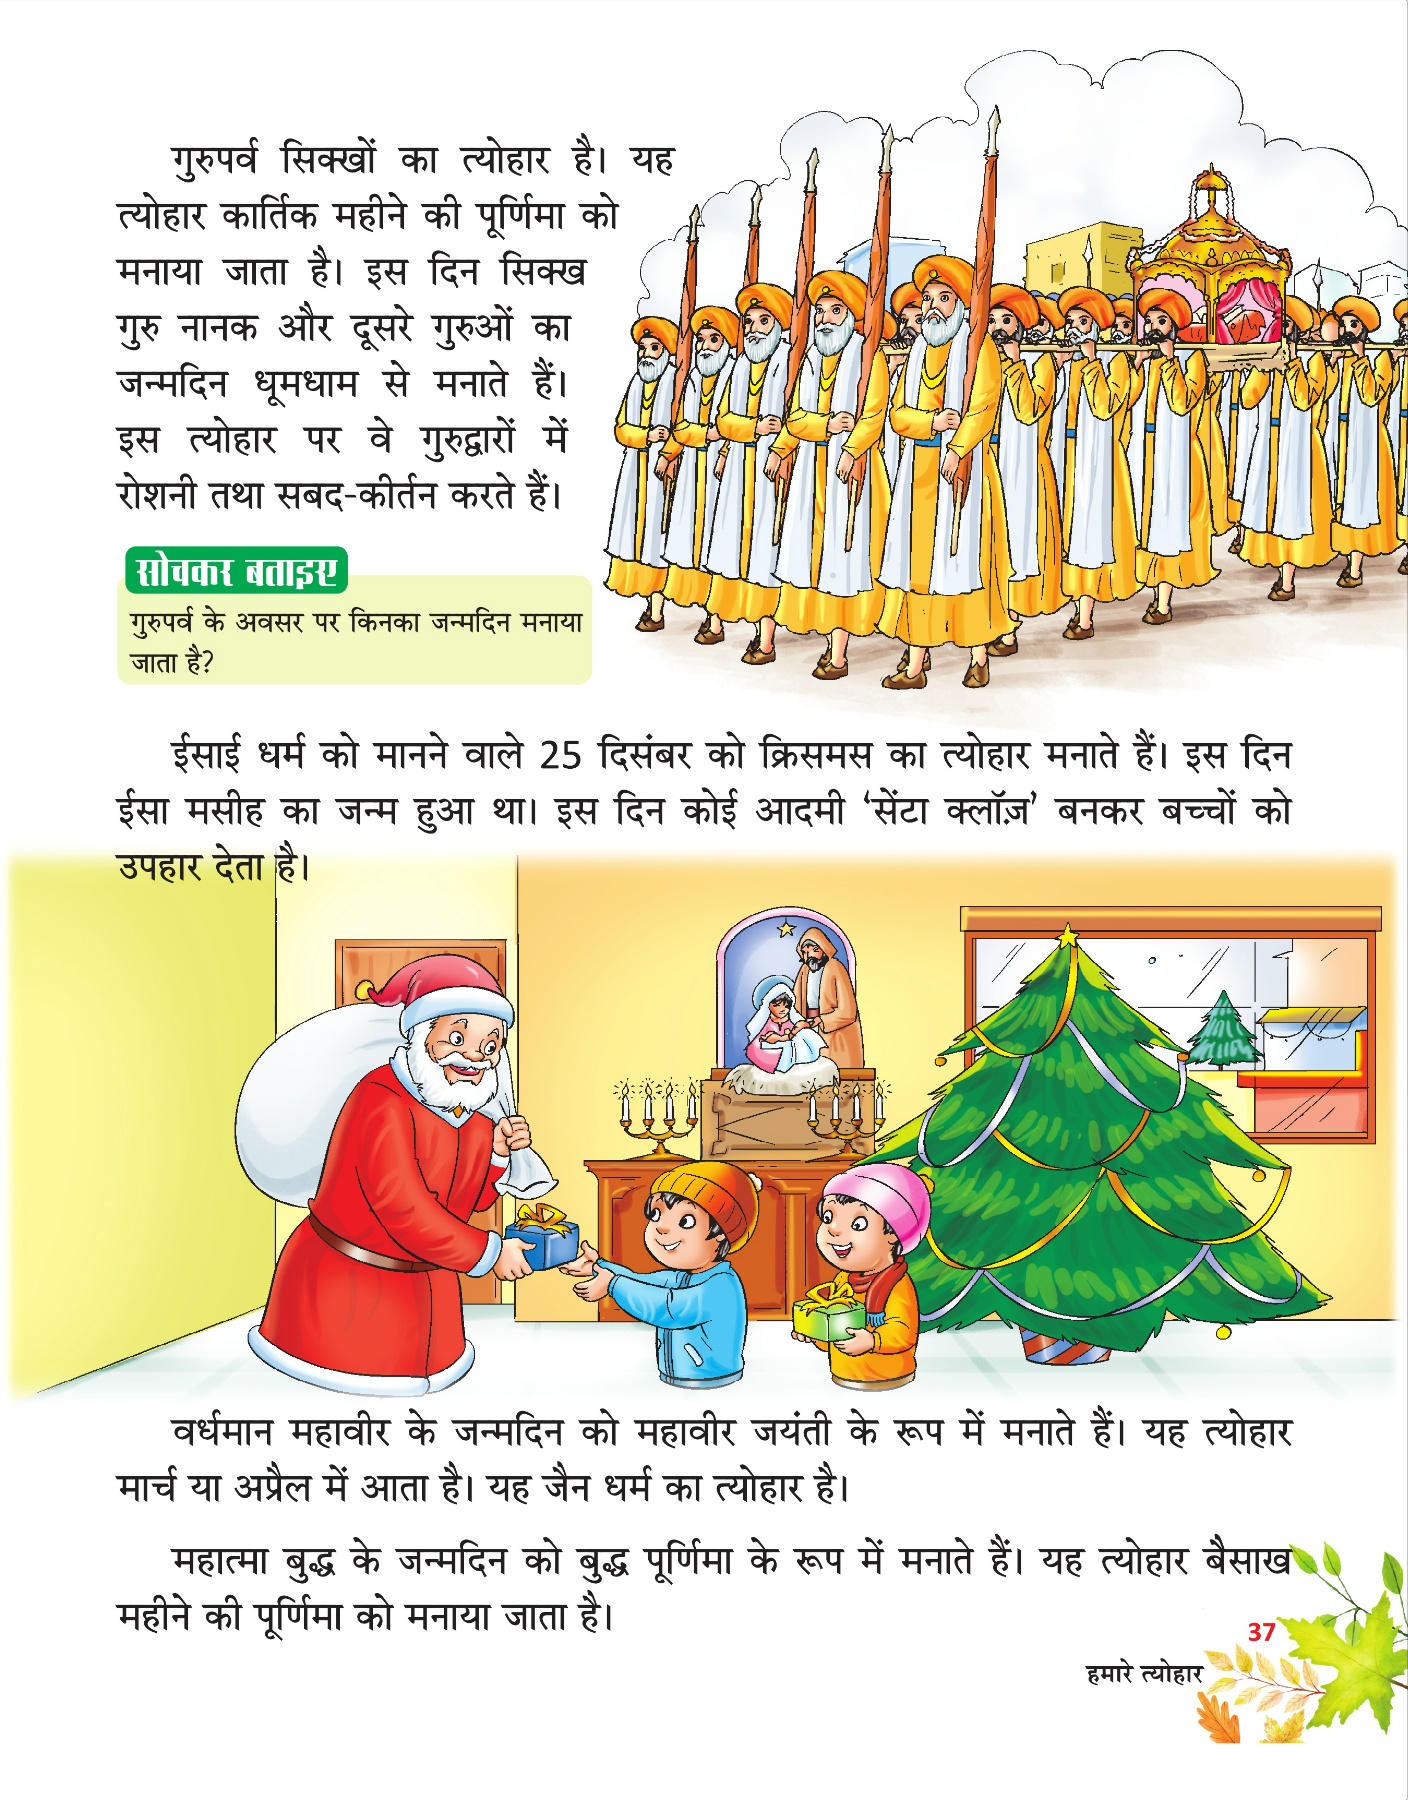 गुरुपर्व सिक्खों का त्योहार है। यह
त्योहार कार्तिक महीने की पूर्णिमा को
मनाया जाता है। इस दिन सिक्ख
गुरु नानक और दूसरे गुरुओं का
जन्मदिन धूमधाम से मनाते हैं।
इस त्योहार पर वे गुरुद्वारों में
रोशनी तथा सबद-कीर्तन करते हैं।
सोचकर बताइए
गुरुपर्व के अवसर पर किनका जन्मदिन मनाया
जाता है?
ईसाई धर्म को मानने वाले 25 दिसंबर को क्रिसमस का त्योहार मनाते हैं। इस दिन
ईसा मसीह का जन्म हुआ था। इस दिन कोई आदमी ‘सेंटा क्लॉज़’ बनकर बच्चों को
उपहार देता है।
वर्धमान महावीर के जन्मदिन को महावीर जयंती के रूप में मनाते हैं। यह त्योहार
मार्च या अप्रैल में आता है। यह जैन धर्म का त्योहार है।
महात्मा बुद्ध के जन्मदिन को बुद्ध पूर्णिमा के रूप में मनाते हैं। यह त्योहार बैसाख
महीने की पूर्णिमा को मनाया जाता है।
37
हमारे त्योहार